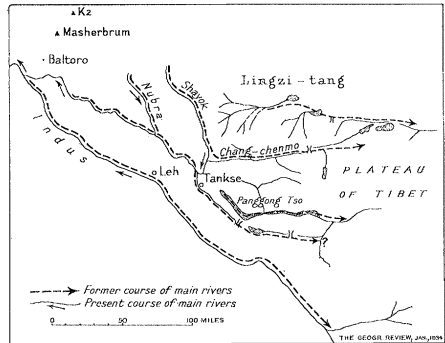 K2
Masherbrum
Baltoro
Indus
Nubra
Shayok
Lingzi-tang
Chang-chenmo
Leh
Tankse
Panggong Tso
PLATEAU
OF TIBET
?
Former course of main rivers
Present course of main rivers
0 50 100 MILES
THE GEOGR. REVIEW, JAN., 1934